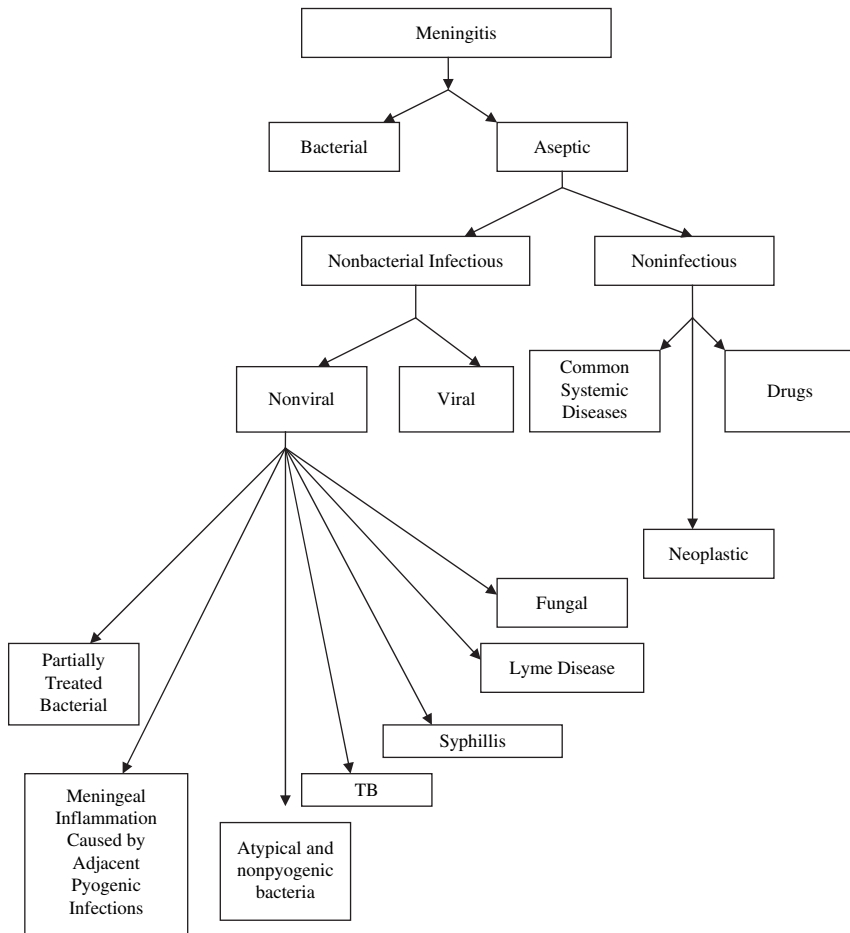 Meningitis
Bacterial
Aseptic
Nonbacterial Infectious
Noninfectious
Nonviral
Viral
Common
Systemic
Diseases
Drugs
Neoplastic
Fungal
Lyme Disease
Partially
Treated
Bacterial
Syphillis
TB
Meningeal
Inflammation
Caused by
Adjacent
Pyogenic
Infections
Atypical and
nonpyogenic
bacteria